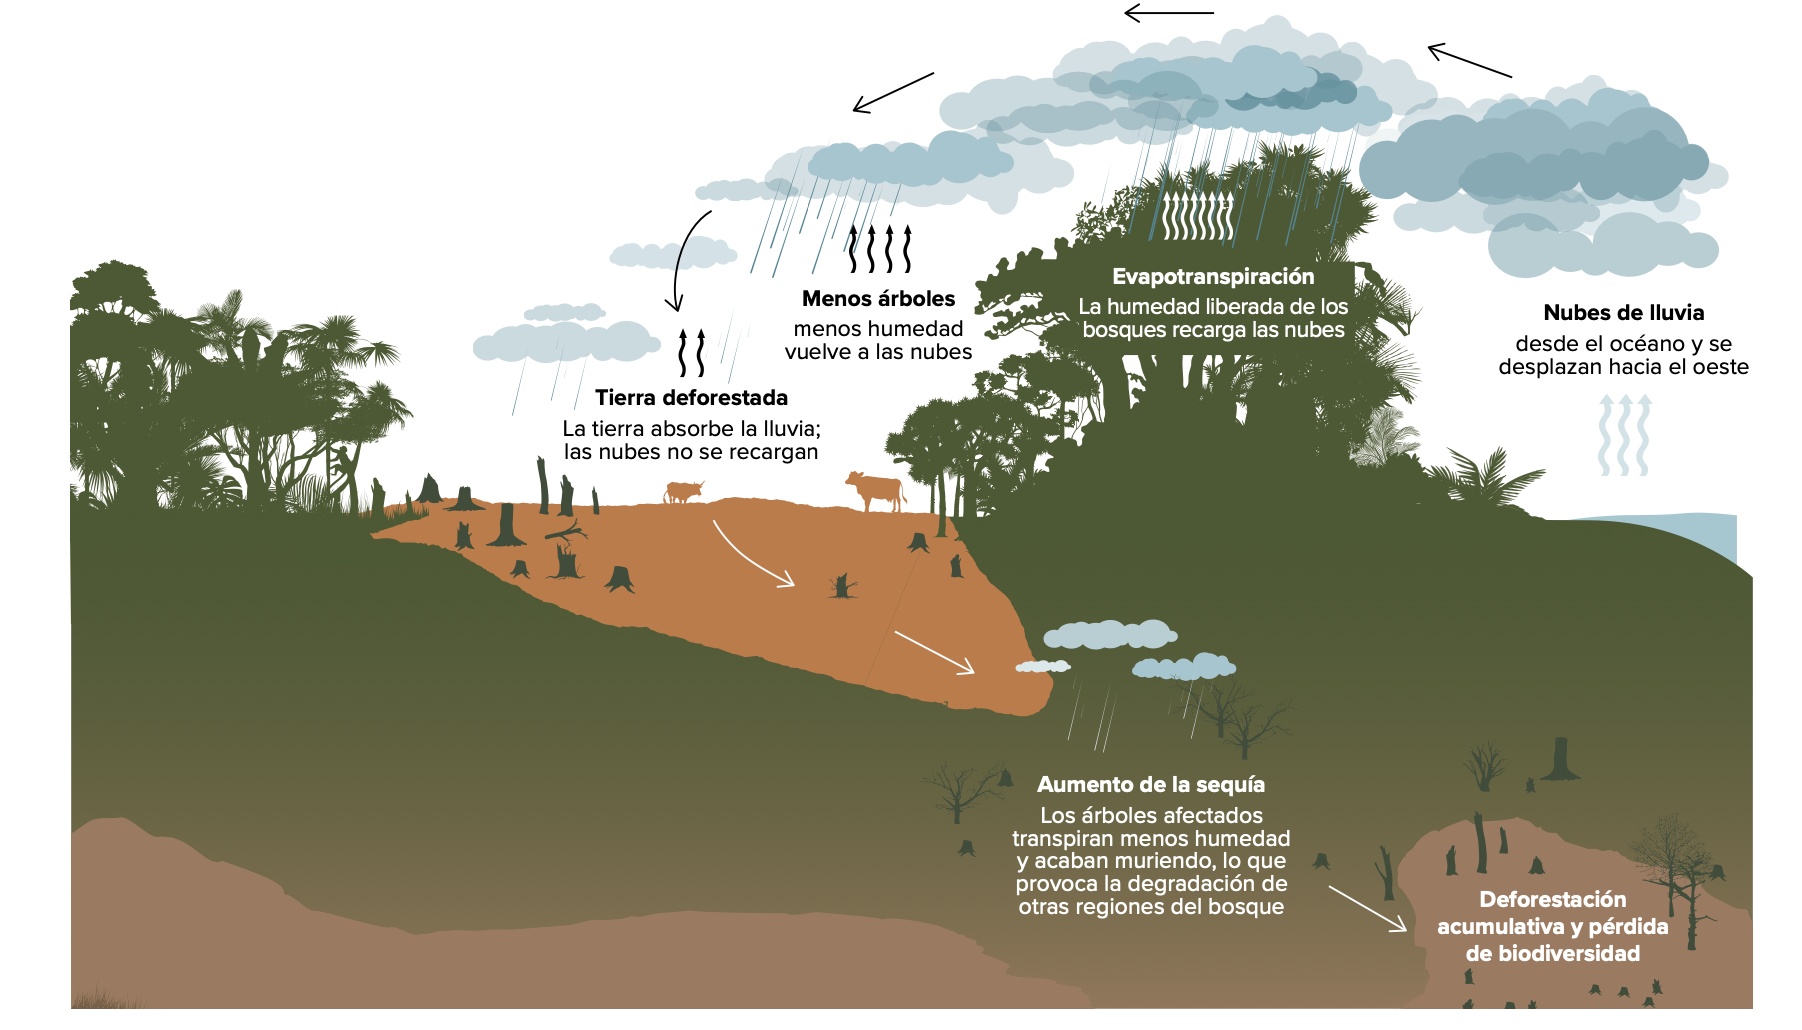 Nubes de lluvia
desde el océano y se
desplazan hacia el oeste
Evapotranspiración
La humedad liberada de los
bosques recarga las nubes
Menos árboles
menos humedad
vuelve a las nubes
Tierra deforestada
La tierra absorbe la lluvia;
las nubes no se recargan
Aumento de la sequía
Los árboles afectados
transpiran menos humedad
y acaban muriendo, lo que
provoca la degradación de
otras regiones del bosque
Deforestación
acumulativa y pérdida
de biodiversidad